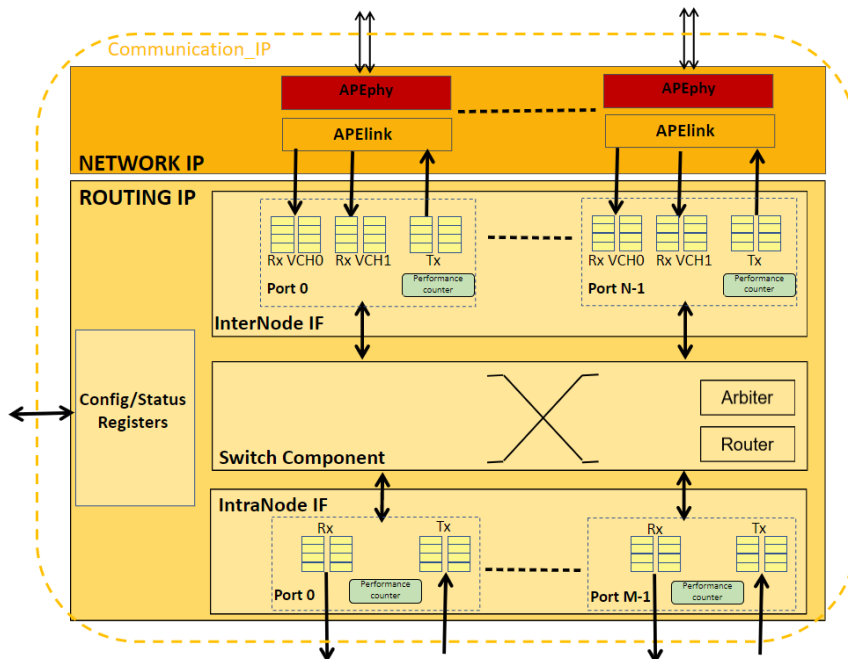 Communication_IP
APEphy
APEphy
APElink
APElink
NETWORK IP
ROUTING IP
Rx VCH0 Rx VCH1 Tx
Rx VCH0 Rx VCH1 Tx
Performance
counter
Performance
counter
Port 0
Port N-1
InterNode IF
Config/Status
Registers
Arbiter
Router
Switch Component
IntraNode IF
Rx Tx
Rx Tx
Performance
counter
Performance
counter
Port 0
Port M-1